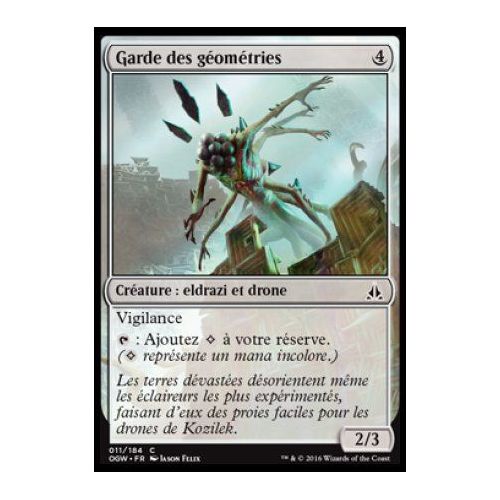 Garde des géométries 4
Créature : eldrazi et drone
Vigilance
: Ajoutez à votre réserve.
( représente un mana incolore.)
Les terres dévastées désorientent même
les éclaireurs les plus expérimentés,
faisant d'eux des proies faciles pour les
drones de Kozilek.
2/3
011/184 C
OGW • FR Jason Felix
™ & © 2016 Wizards of the Coast